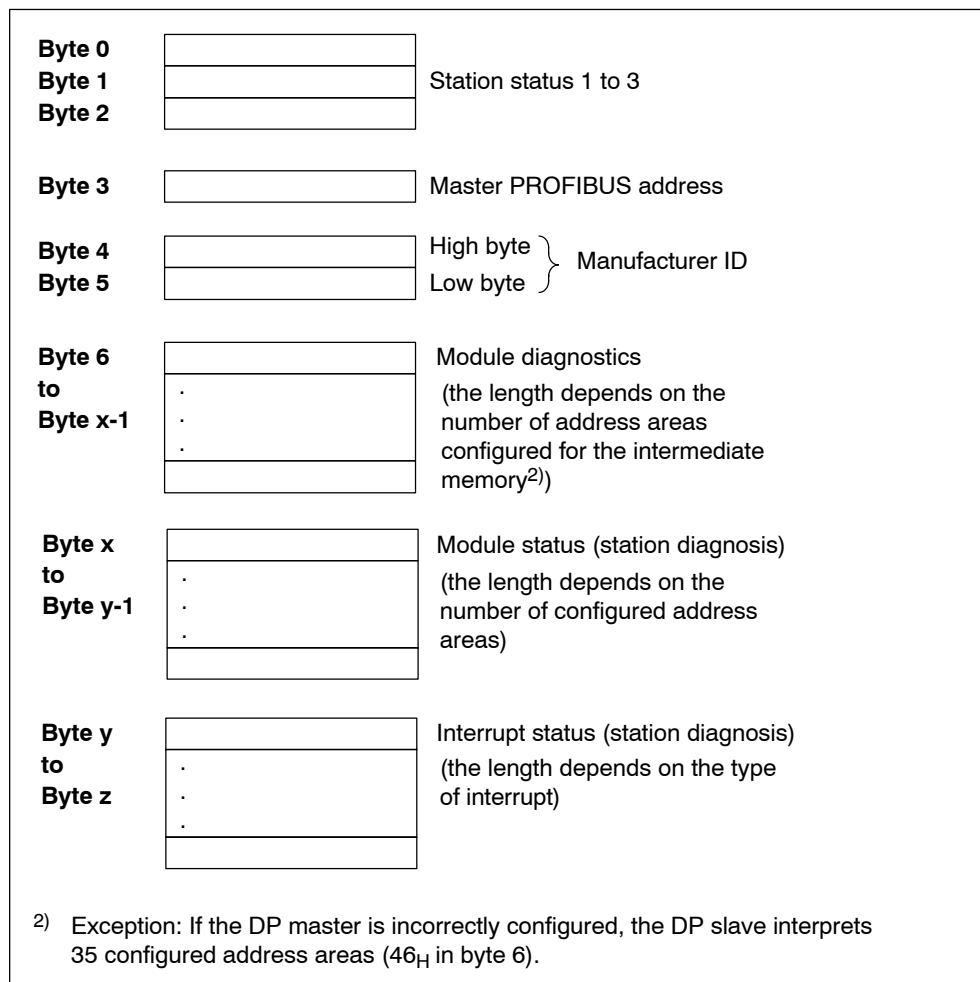 Byte 0
Byte 1 Station status 1 to 3
Byte 2
Byte 3 Master PROFIBUS address
Byte 4 High byte
Manufacturer ID
Byte 5 Low byte
Byte 6 Module diagnostics
to (the length depends on the
Byte x-1 number of address areas
configured for the intermediate
memory2))
Byte x Module status (station diagnosis)
to (the length depends on the
Byte y-1 number of configured address
areas)
Byte y Interrupt status (station diagnosis)
to (the length depends on the type
Byte z of interrupt)
2) Exception: If the DP master is incorrectly configured, the DP slave interprets
35 configured address areas (46H in byte 6).